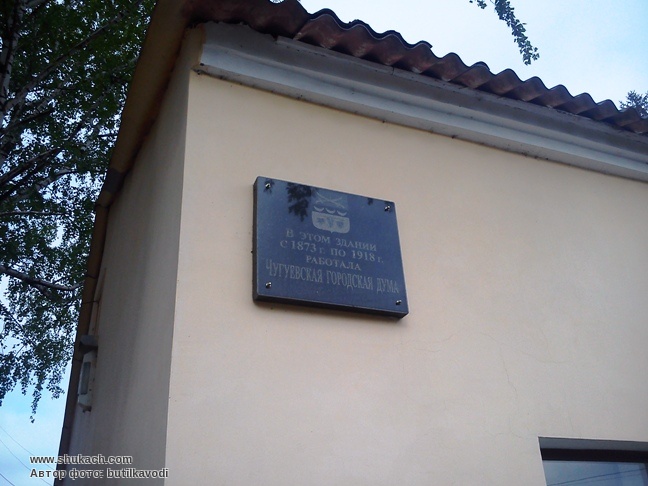 В ЭТОМ ЗДАНИИ
С 1873 г. ПО 1918 г.
РАБОТАЛА
ЧУГУЕВСКАЯ ГОРОДСКАЯ ДУМА
www.shukach.com
Автор фото: butilkavodi